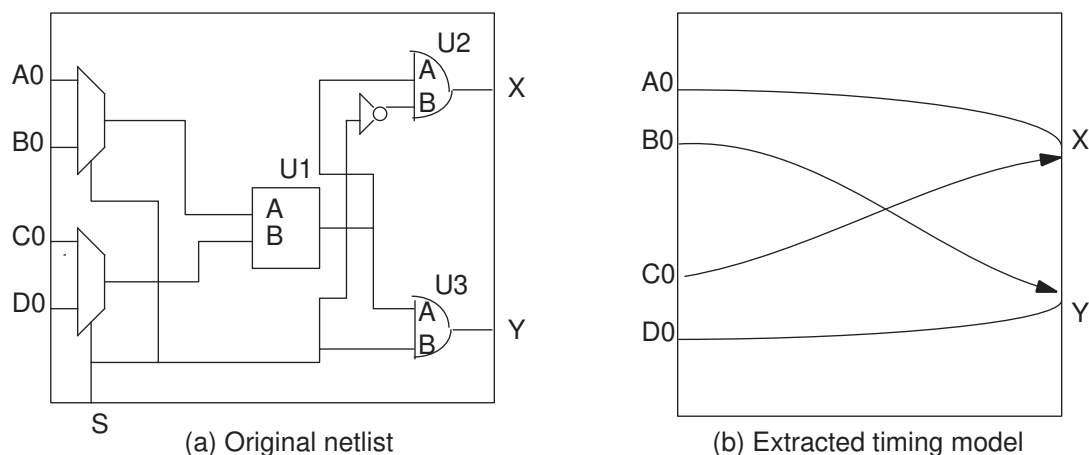 A0
B0
C0
D0
S
U1
A
B
U2
A
B
X
U3
A
B
Y
(a) Original netlist
A0
B0
C0
D0
X
Y
(b) Extracted timing model